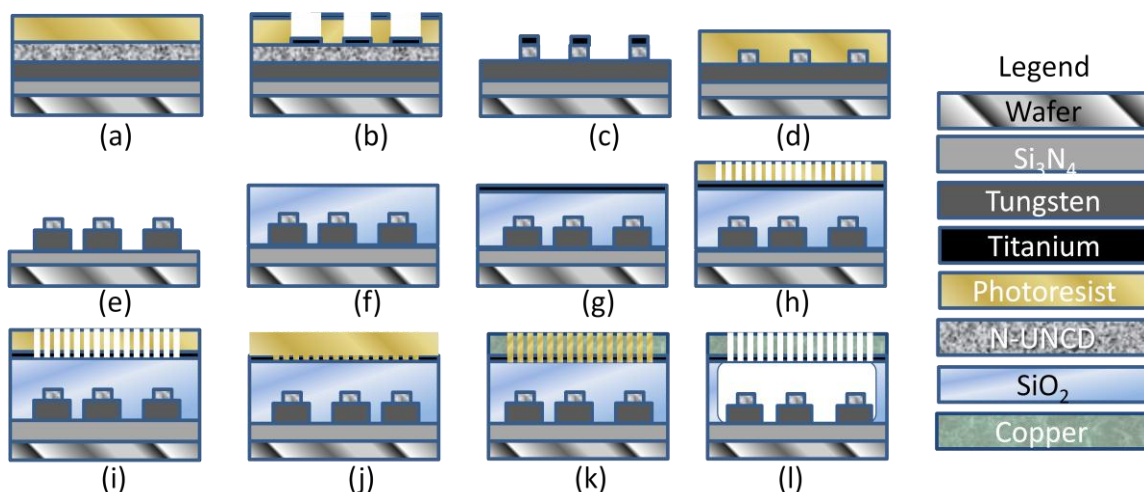 (a)
(b)
(c)
(d)
Legend
Wafer
Si₃N₄
Tungsten
Titanium
Photoresist
N-UNCD
SiO₂
Copper
(e)
(f)
(g)
(h)
(i)
(j)
(k)
(l)